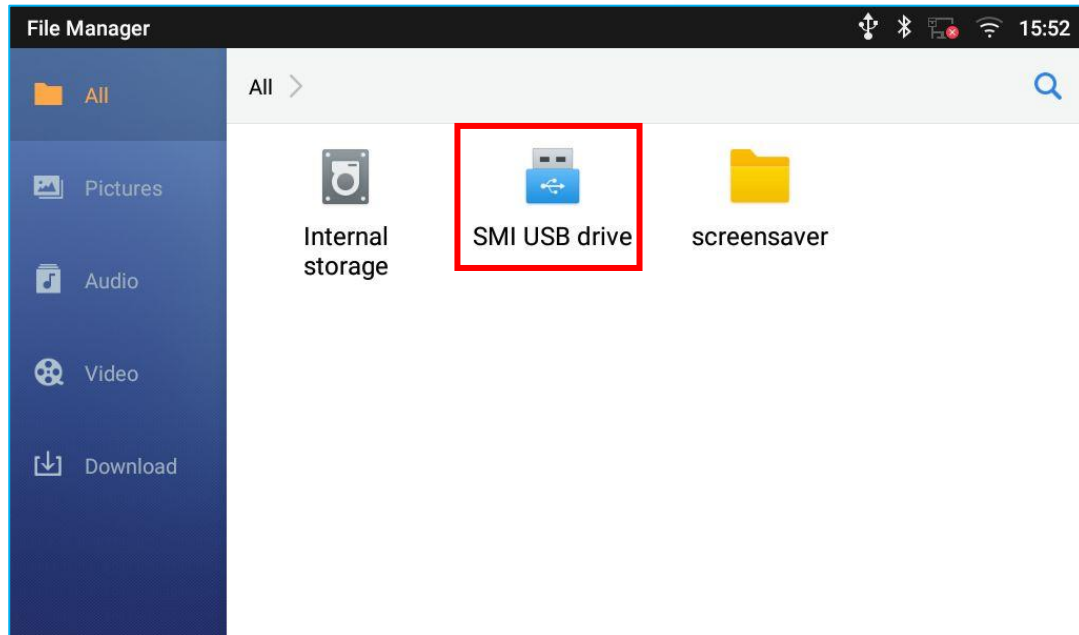 File Manager
15:52
All
All
Pictures
Audio
Video
Download
Internal
storage
SMI USB drive
screensaver